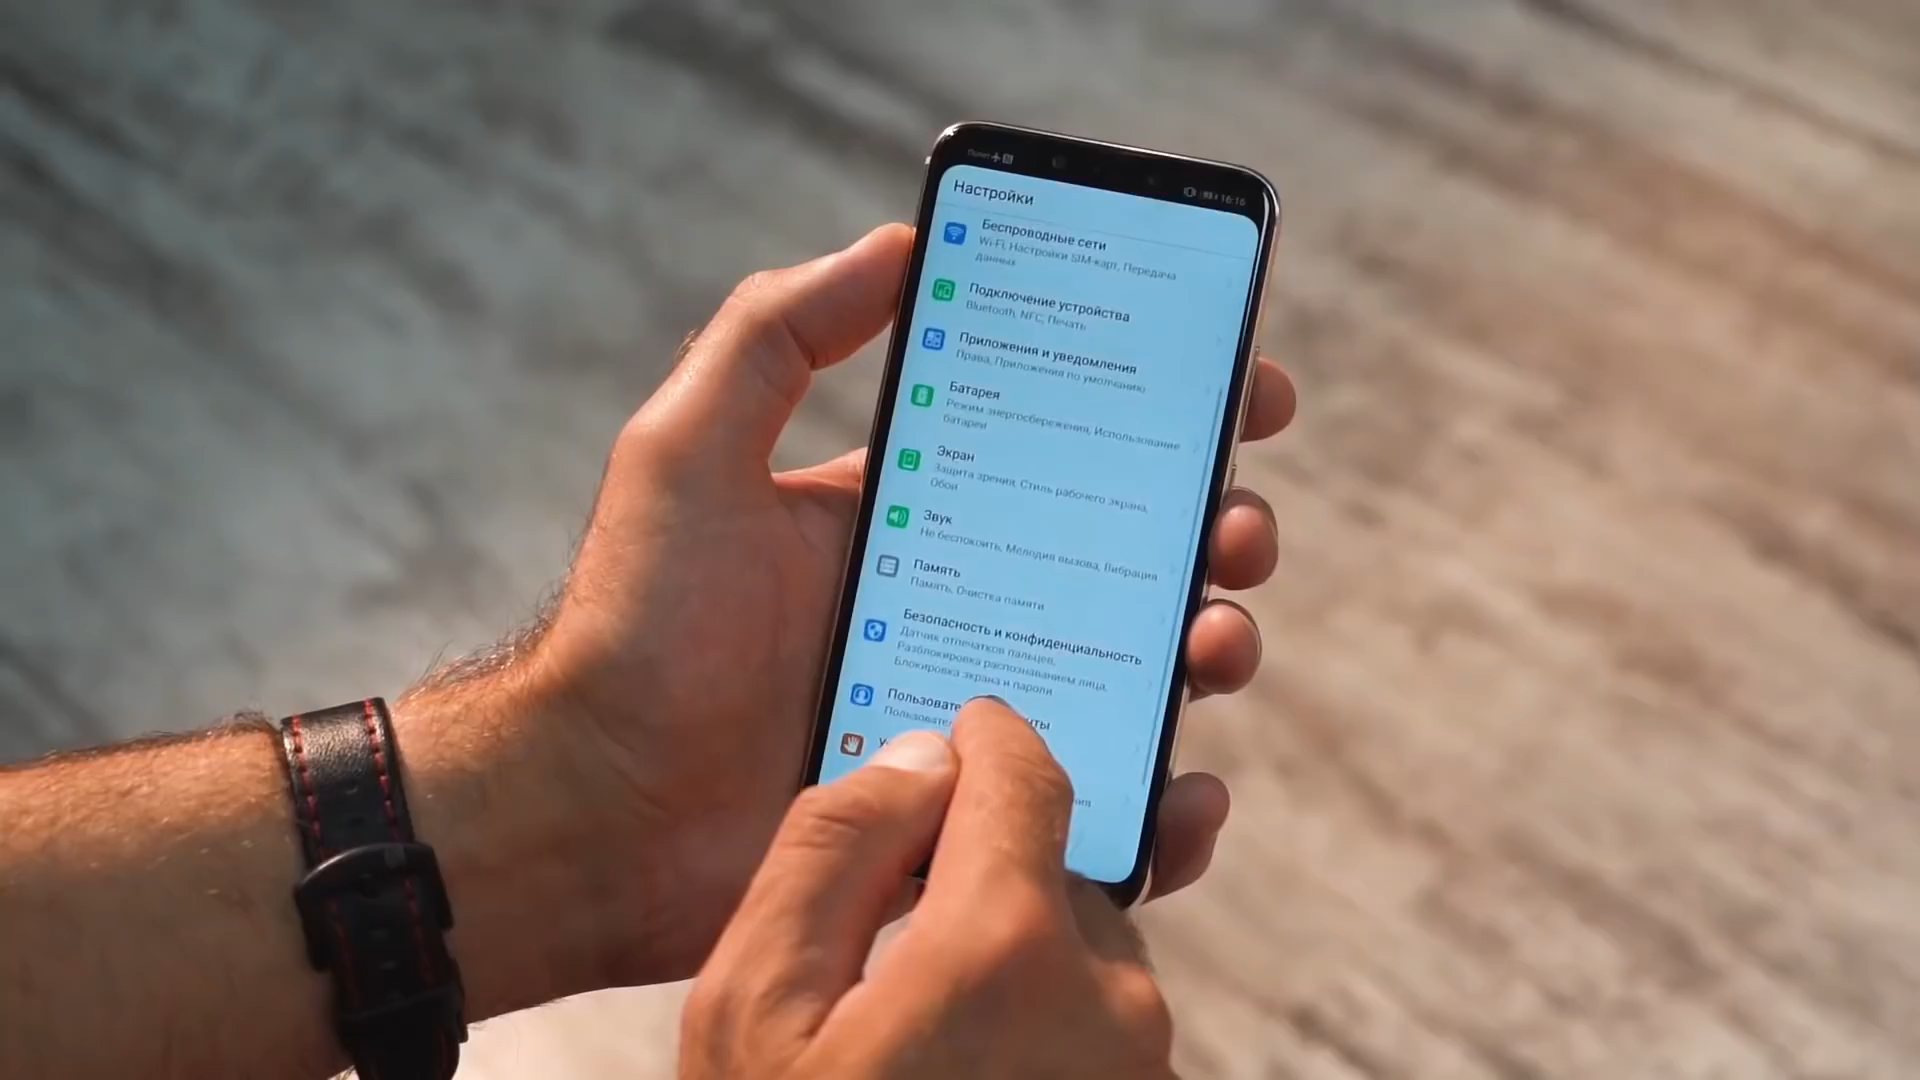 16:16
Настройки
Беспроводные сети
Wi-Fi, Настройки SIM-карт, Передача
данных
Подключение устройства
Bluetooth, NFC, Печать
Приложения и уведомления
Права, Приложения по умолчанию
Батарея
Режим энергосбережения, Использование
батареи
Экран
Защита зрения, Стиль рабочего экрана,
Обои
Звук
Не беспокоить, Мелодия вызова, Вибрация
Память
Память, Очистка памяти
Безопасность и конфиденциальность
Датчик отпечатков пальцев,
Разблокировка распознаванием лица,
Блокировка экрана и пароли